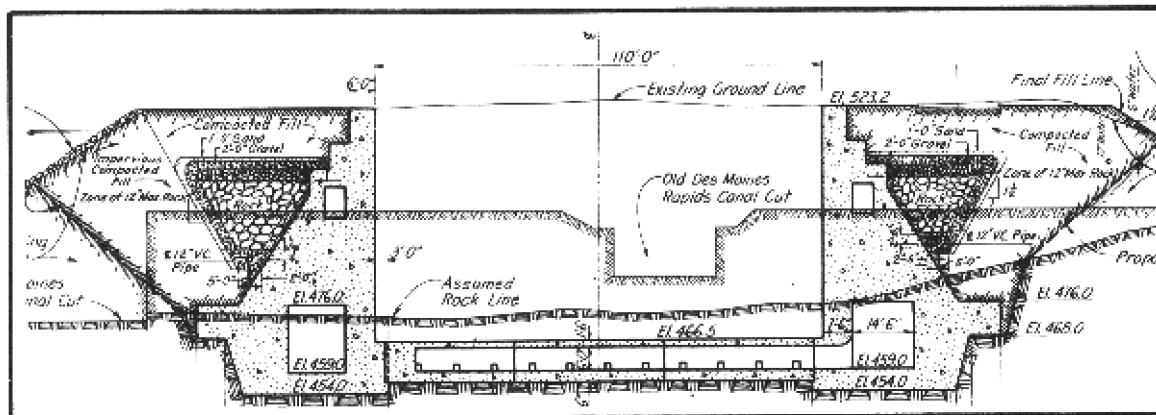 110'-0"
Existing Ground Line
Final Fill Line
El. 523.2
Compacted Fill
1'-0" Sand
2'-0" Gravel
Impervious
Compacted
Fill
Zone of 12" Max Rock
Rock
1'-0" Sand
2'-0" Gravel
Compacted
Fill
Zone of 12" Max Rock
Rock
Old Des Moines
Rapids Canal Cut
12" V.C.
Pipe
12" V.C. Pipe
5'-0"
Assumed
Rock Line
El. 476.0
El. 466.5
14'-6"
El. 476.0
El. 468.0
El. 459.0
El. 454.0
El. 459.0
El. 454.0